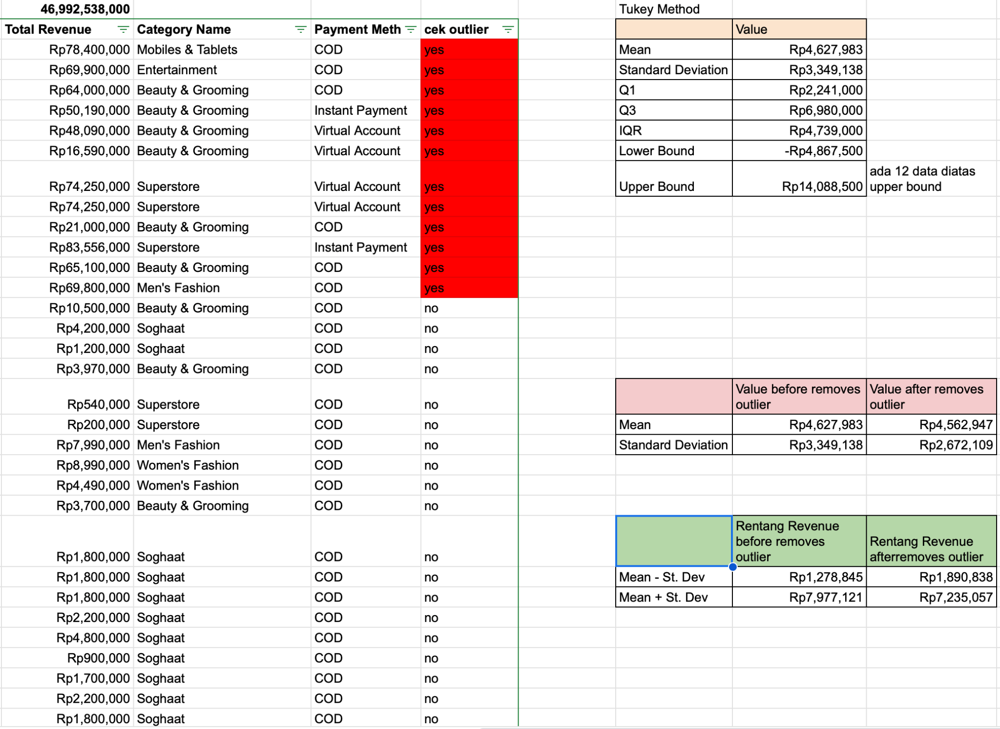 46,992,538,000 Tukey Method
Total Revenue Category Name Payment Meth cek outlier Value
Rp78,400,000 Mobiles & Tablets COD yes Mean Rp4,627,983
Rp69,900,000 Entertainment COD yes Standard Deviation Rp3,349,138
Rp64,000,000 Beauty & Grooming COD yes Q1 Rp2,241,000
Rp50,190,000 Beauty & Grooming Instant Payment yes Q3 Rp6,980,000
Rp48,090,000 Beauty & Grooming Virtual Account yes IQR Rp4,739,000
Rp16,590,000 Beauty & Grooming Virtual Account yes Lower Bound -Rp4,867,500
ada 12 data diatas
Rp74,250,000 Superstore Virtual Account yes Upper Bound Rp14,088,500 upper bound
Rp74,250,000 Superstore Virtual Account yes
Rp21,000,000 Beauty & Grooming COD yes
Rp83,556,000 Superstore Instant Payment yes
Rp65,100,000 Beauty & Grooming COD yes
Rp69,800,000 Men's Fashion COD yes
Rp10,500,000 Beauty & Grooming COD no
Rp4,200,000 Soghaat COD no
Rp1,200,000 Soghaat COD no
Rp3,970,000 Beauty & Grooming COD no
Value before removes Value after removes
Rp540,000 Superstore COD no outlier outlier
Rp200,000 Superstore COD no Mean Rp4,627,983 Rp4,562,947
Rp7,990,000 Men's Fashion COD no Standard Deviation Rp3,349,138 Rp2,672,109
Rp8,990,000 Women's Fashion COD no
Rp4,490,000 Women's Fashion COD no
Rp3,700,000 Beauty & Grooming COD no
Rentang Revenue
before removes Rentang Revenue
Rp1,800,000 Soghaat COD no outlier afterremoves outlier
Rp1,800,000 Soghaat COD no Mean - St. Dev Rp1,278,845 Rp1,890,838
Rp1,800,000 Soghaat COD no Mean + St. Dev Rp7,977,121 Rp7,235,057
Rp2,200,000 Soghaat COD no
Rp4,800,000 Soghaat COD no
Rp900,000 Soghaat COD no
Rp1,700,000 Soghaat COD no
Rp2,200,000 Soghaat COD no
Rp1,800,000 Soghaat COD no